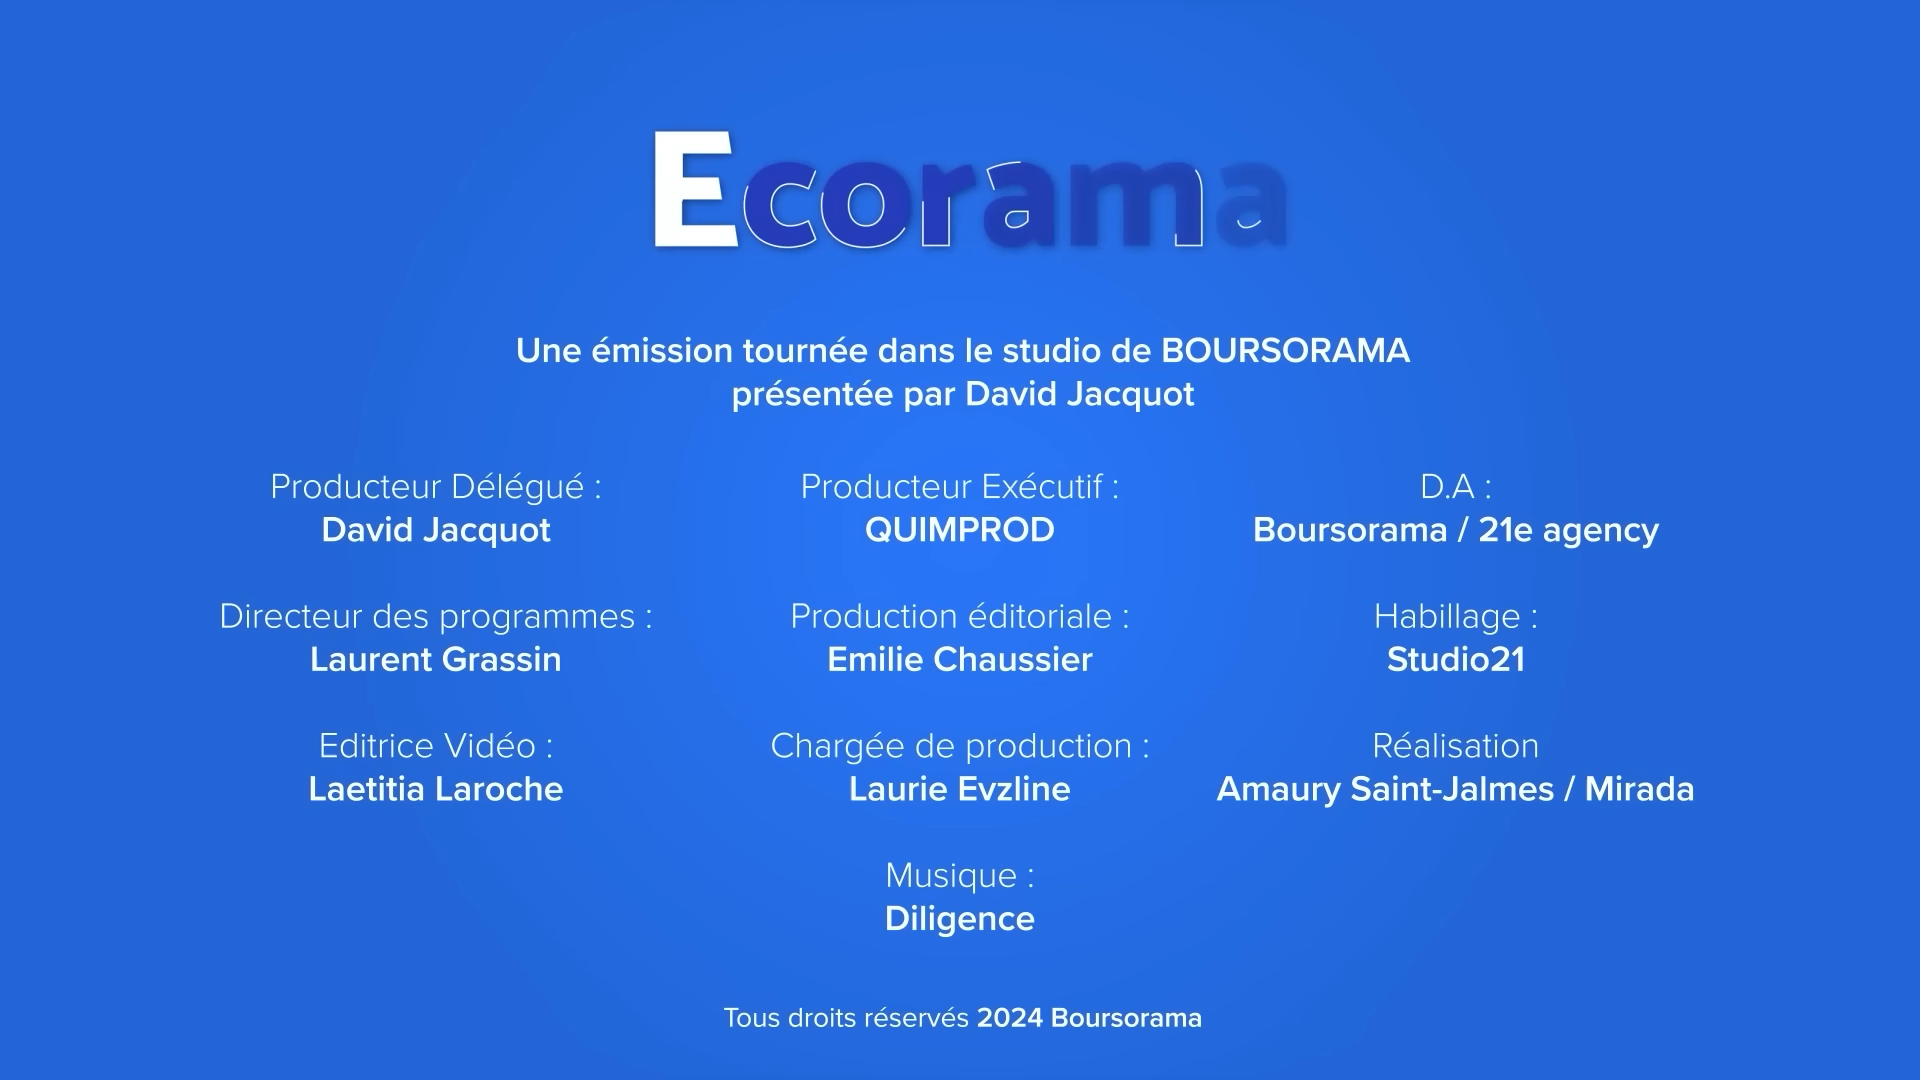 Ecorama
Une émission tournée dans le studio de BOURSORAMA
présentée par David Jacquot
Producteur Délégué :
David Jacquot
Producteur Exécutif :
QUIMPROD
D.A :
Boursorama / 21e agency
Directeur des programmes :
Laurent Grassin
Production éditoriale :
Emilie Chaussier
Habillage :
Studio21
Editrice Vidéo :
Laetitia Laroche
Chargée de production :
Laurie Evzline
Réalisation
Amaury Saint-Jalmes / Mirada
Musique :
Diligence
Tous droits réservés 2024 Boursorama